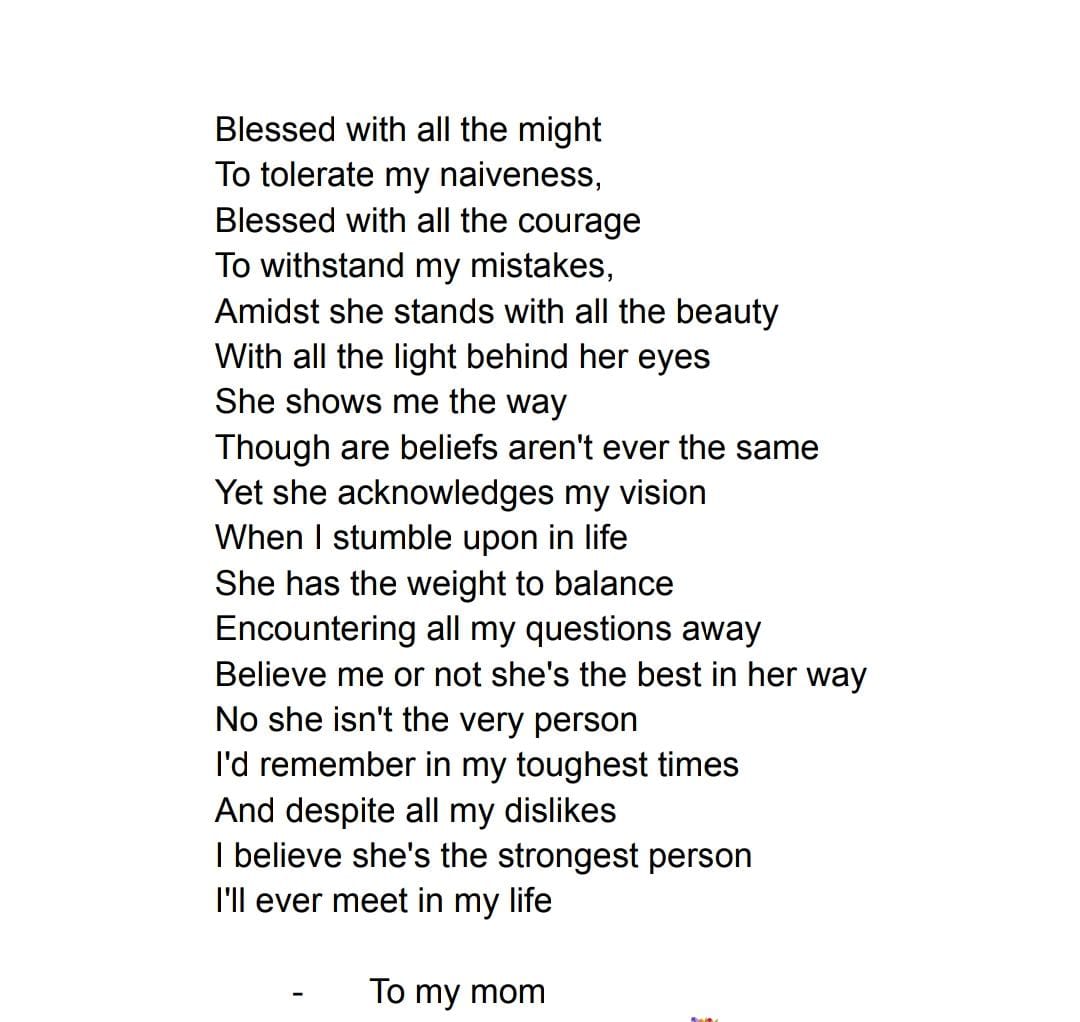 Blessed with all the might
To tolerate my naiveness,
Blessed with all the courage
To withstand my mistakes,
Amidst she stands with all the beauty
With all the light behind her eyes
She shows me the way
Though are beliefs aren't ever the same
Yet she acknowledges my vision
When I stumble upon in life
She has the weight to balance
Encountering all my questions away
Believe me or not she's the best in her way
No she isn't the very person
I'd remember in my toughest times
And despite all my dislikes
I believe she's the strongest person
I'll ever meet in my life
- To my mom